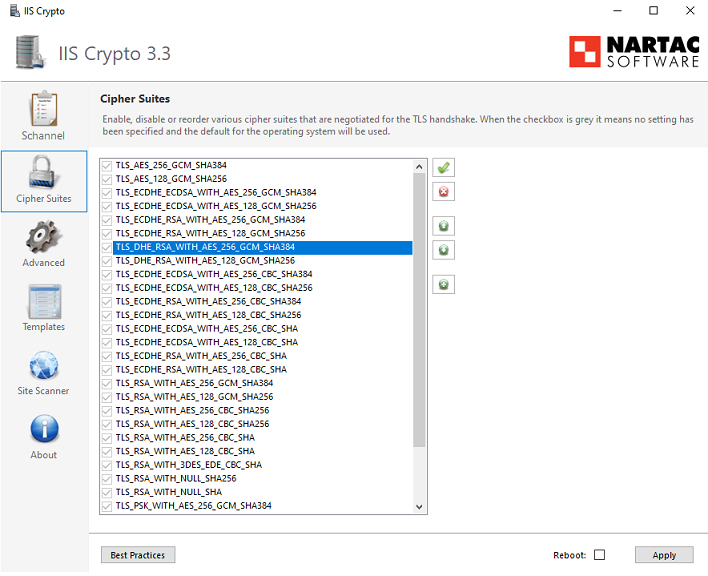 IIS Crypto
IIS Crypto 3.3
NARTAC
SOFTWARE
Schannel
Cipher Suites
Advanced
Templates
Site Scanner
About
Cipher Suites
Enable, disable or reorder various cipher suites that are negotiated for the TLS handshake. When the checkbox is grey it means no setting has
been specified and the default for the operating system will be used.
TLS_AES_256_GCM_SHA384
TLS_AES_128_GCM_SHA256
TLS_ECDHE_ECDSA_WITH_AES_256_GCM_SHA384
TLS_ECDHE_ECDSA_WITH_AES_128_GCM_SHA256
TLS_ECDHE_RSA_WITH_AES_256_GCM_SHA384
TLS_ECDHE_RSA_WITH_AES_128_GCM_SHA256
TLS_DHE_RSA_WITH_AES_256_GCM_SHA384
TLS_DHE_RSA_WITH_AES_128_GCM_SHA256
TLS_ECDHE_ECDSA_WITH_AES_256_CBC_SHA384
TLS_ECDHE_ECDSA_WITH_AES_128_CBC_SHA256
TLS_ECDHE_RSA_WITH_AES_256_CBC_SHA384
TLS_ECDHE_RSA_WITH_AES_128_CBC_SHA256
TLS_ECDHE_ECDSA_WITH_AES_256_CBC_SHA
TLS_ECDHE_ECDSA_WITH_AES_128_CBC_SHA
TLS_ECDHE_RSA_WITH_AES_256_CBC_SHA
TLS_ECDHE_RSA_WITH_AES_128_CBC_SHA
TLS_RSA_WITH_AES_256_GCM_SHA384
TLS_RSA_WITH_AES_128_GCM_SHA256
TLS_RSA_WITH_AES_256_CBC_SHA256
TLS_RSA_WITH_AES_128_CBC_SHA256
TLS_RSA_WITH_AES_256_CBC_SHA
TLS_RSA_WITH_AES_128_CBC_SHA
TLS_RSA_WITH_3DES_EDE_CBC_SHA
TLS_RSA_WITH_NULL_SHA256
TLS_RSA_WITH_NULL_SHA
TLS_PSK_WITH_AES_256_GCM_SHA384
Best Practices
Reboot:
Apply